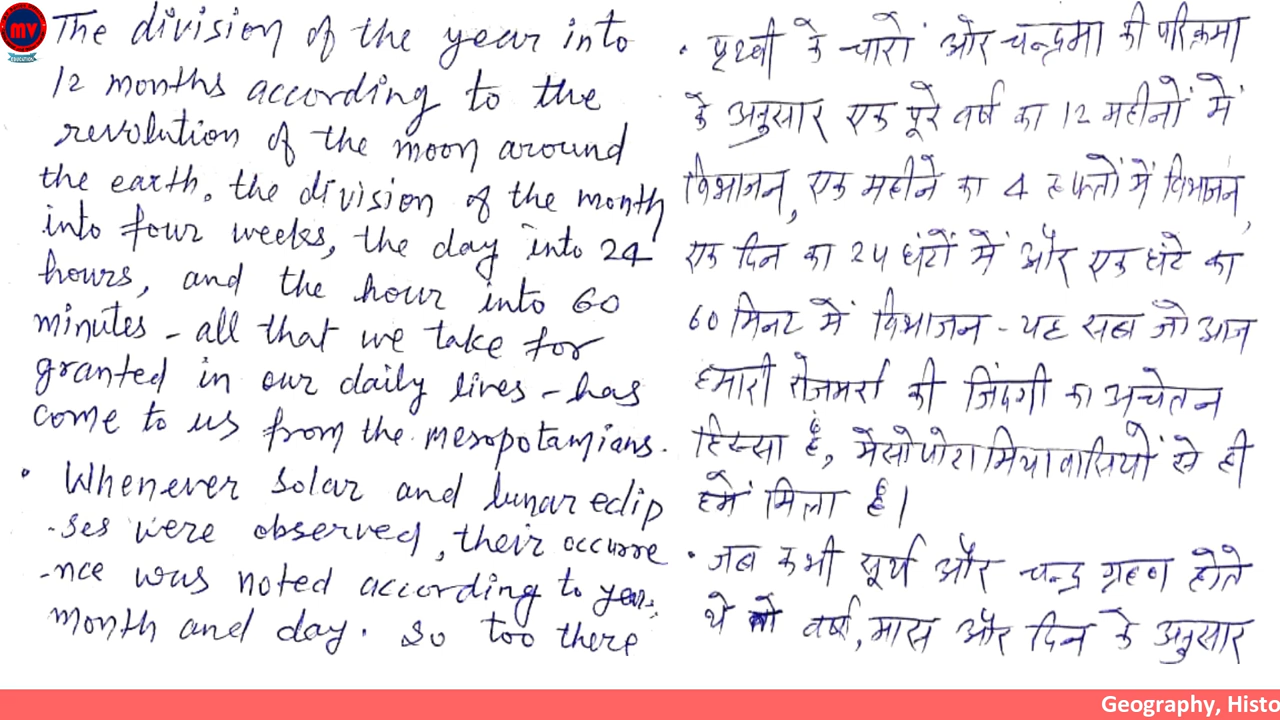 The division of the year into
12 months according to the
revolution of the moon around
the earth. the division of the month
into four weeks, the day into 24
hours, and the hour into 60
minutes - all that we take for
granted in our daily lives - has
come to us from the mesopotamians.
• Whenever solar and lunar eclip
-ses were observed, their occurre
-nce was noted according to year,
month and day. so too there
• पृथ्वी के चारों ओर चन्द्रमा की परिक्रमा
के अनुसार एक पूरे वर्ष का 12 महीनों में
विभाजन, एक महीने का 4 हफ्तों में विभाजन,
एक दिन का 24 घंटों में और एक घंटे का
60 मिनट में विभाजन - यह सब जो आज
हमारी रोजमर्रा की जिंदगी का अचेतन
हिस्सा है, मेसोपोटामियावासियों से ही
हमें मिला है।
• जब कभी सूर्य और चन्द्र ग्रहण होते
थे तो वर्ष, मास और दिन के अनुसार
mv
EDUCATION
Geography, Histo